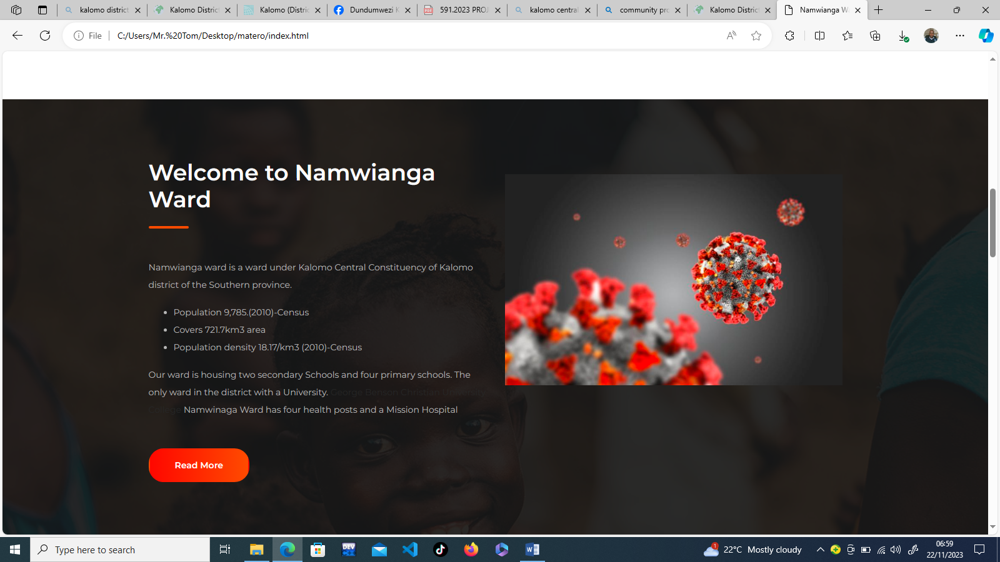 kalomo district
Kalomo District
Kalomo (Distric
Dundumwezi K
591.2023 PROJ
kalomo central
community pro
Kalomo District
Namwianga W
File
C:/Users/Mr.%20Tom/Desktop/matero/index.html
Welcome to Namwianga
Ward
Namwianga ward is a ward under Kalomo Central Constituency of Kalomo
district of the Southern province.
Population 9,785.(2010)-Census
Covers 721.7km3 area
Population density 18.17/km3 (2010)-Census
Our ward is housing two secondary Schools and four primary schools. The
only ward in the district with a University. George Benson Christian University
College Namwinaga Ward has four health posts and a Mission Hospital
Read More
Type here to search
DEV
1
22°C Mostly cloudy
06:59
22/11/2023